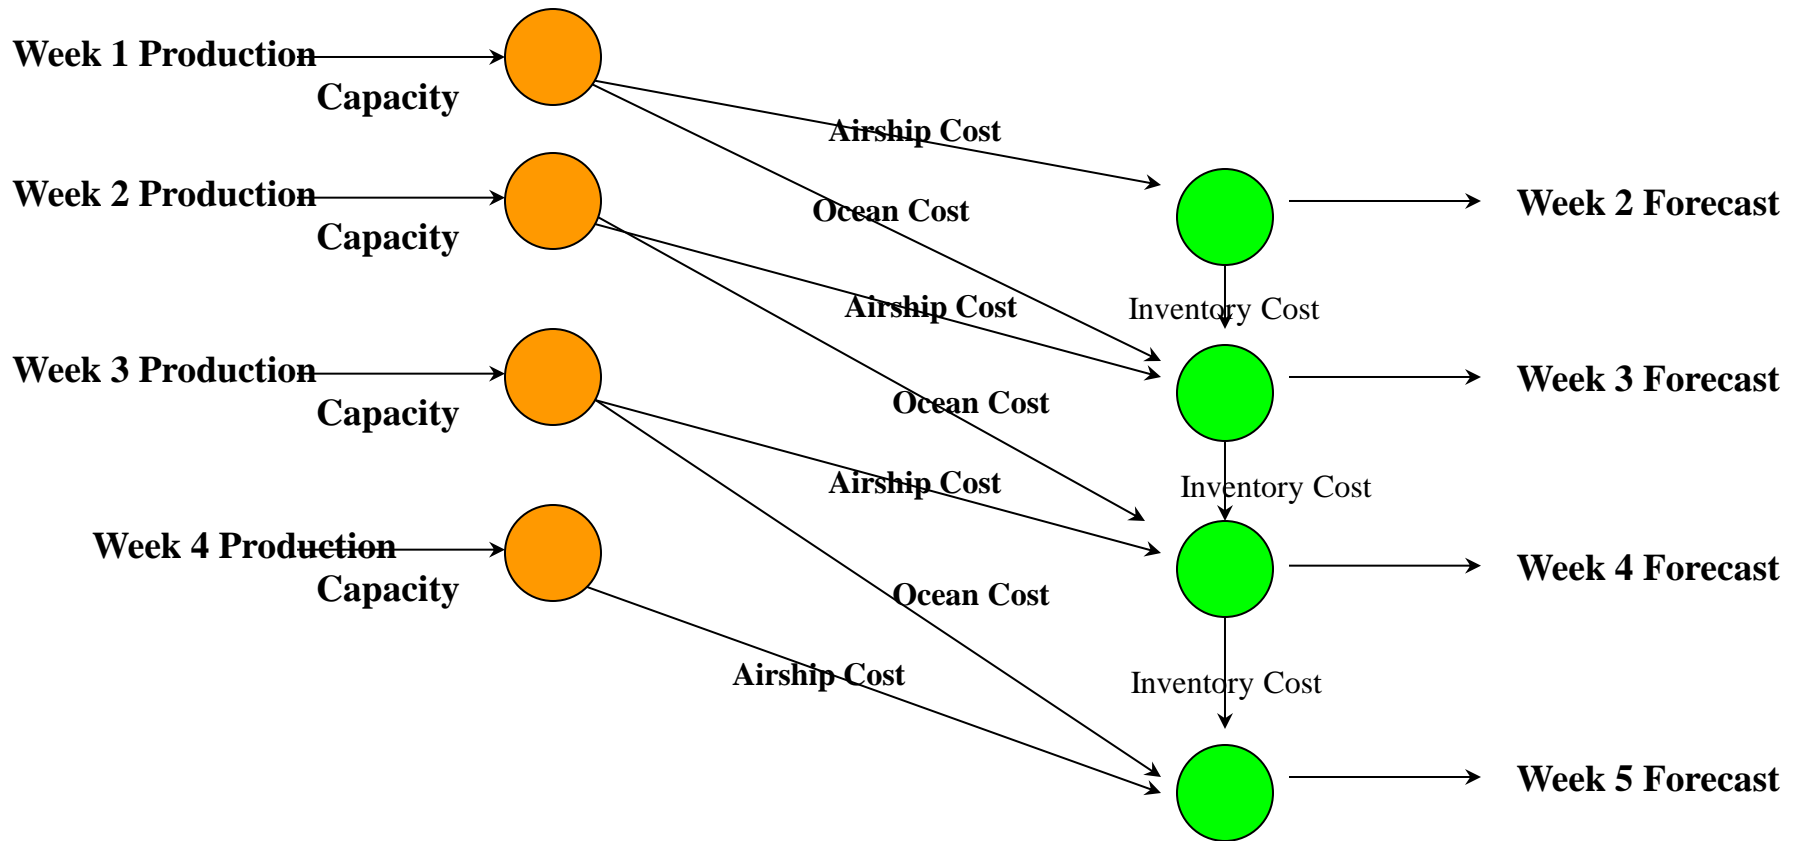 Week 1 Production
Capacity
Airship Cost
Week 2 Production
Capacity
Ocean Cost
Week 2 Forecast
Airship Cost
Inventory Cost
Week 3 Production
Capacity
Ocean Cost
Week 3 Forecast
Airship Cost
Inventory Cost
Week 4 Production
Capacity
Ocean Cost
Week 4 Forecast
Airship Cost
Inventory Cost
Week 5 Forecast